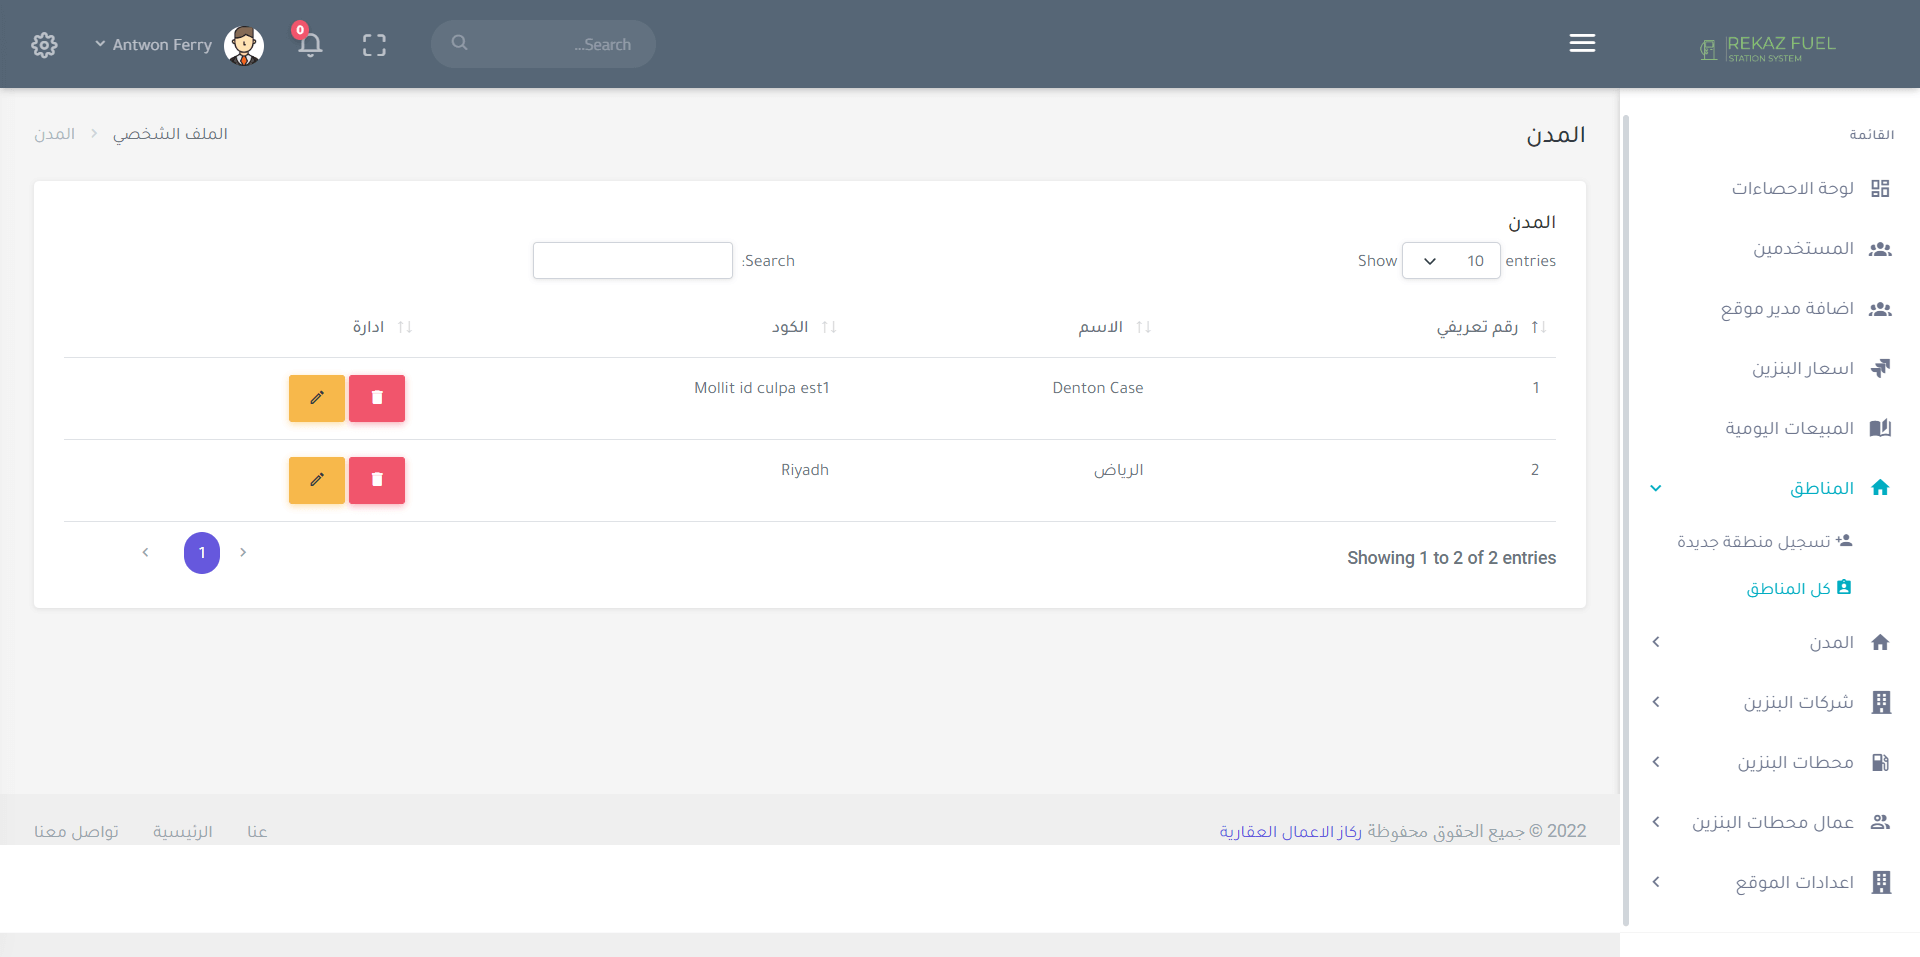 REKAZ FUEL
STATION SYSTEM
Search...
0
Antwon Ferry
القائمة
لوحة الاحصاءات
المستخدمين
اضافة مدير موقع
اسعار البنزين
المبيعات اليومية
المناطق
تسجيل منطقة جديدة
كل المناطق
المدن
شركات البنزين
محطات البنزين
عمال محطات البنزين
اعدادات الموقع
المدن
الملف الشخصي
المدن
المدن
Show 10 entries
Search:
رقم تعريفي الاسم الكود ادارة
1 Denton Case Mollit id culpa est1
2 الرياض Riyadh
Showing 1 to 2 of 2 entries
1
2022 © جميع الحقوق محفوظة ركاز الاعمال العقارية
عنا الرئيسية تواصل معنا